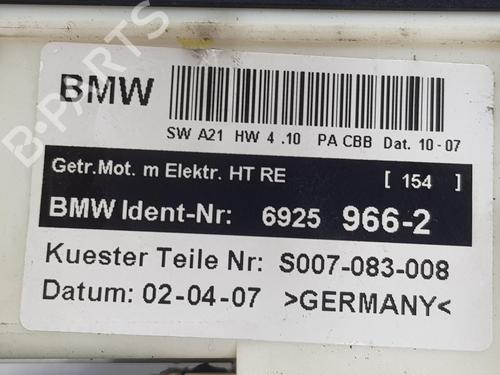 BMW
SW A21 HW 4 .10 PA CBB Dat. 10-07
Getr.Mot. m Elektr. HT RE [ 154 ]
BMW Ident-Nr: 6925 966-2
Kuester Teile Nr: S007-083-008
Datum: 02-04-07 >GERMANY<
B-PARTS